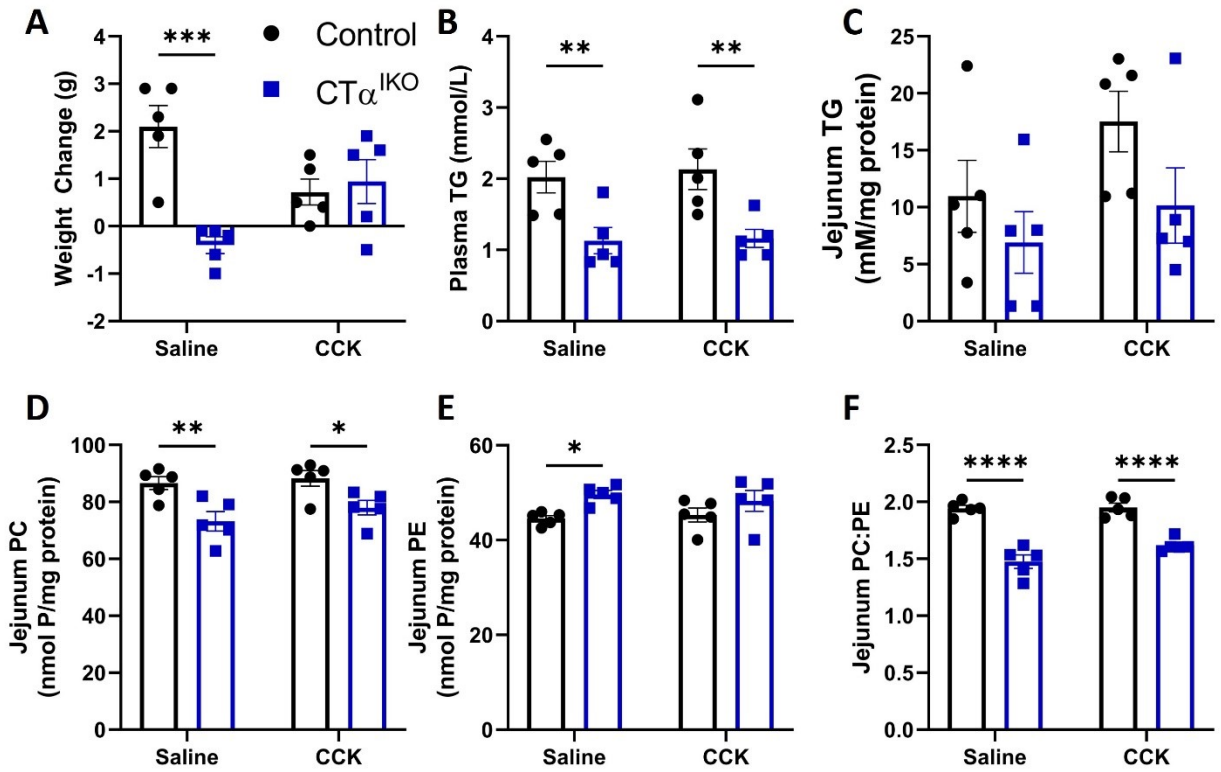 A
Control
CTα^IKO
***
Weight Change (g)
4
3
2
1
0
-1
-2
Saline
CCK
B
**
**
Plasma TG (mmol/L)
4
3
2
1
0
Saline
CCK
C
Jejunum TG
(mM/mg protein)
25
20
15
10
5
0
Saline
CCK
D
**
*
Jejunum PC
(nmol P/mg protein)
100
80
60
40
20
0
Saline
CCK
E
*
Jejunum PE
(nmol P/mg protein)
60
40
20
0
Saline
CCK
F
****
****
Jejunum PC:PE
2.5
2.0
1.5
1.0
0.5
0.0
Saline
CCK